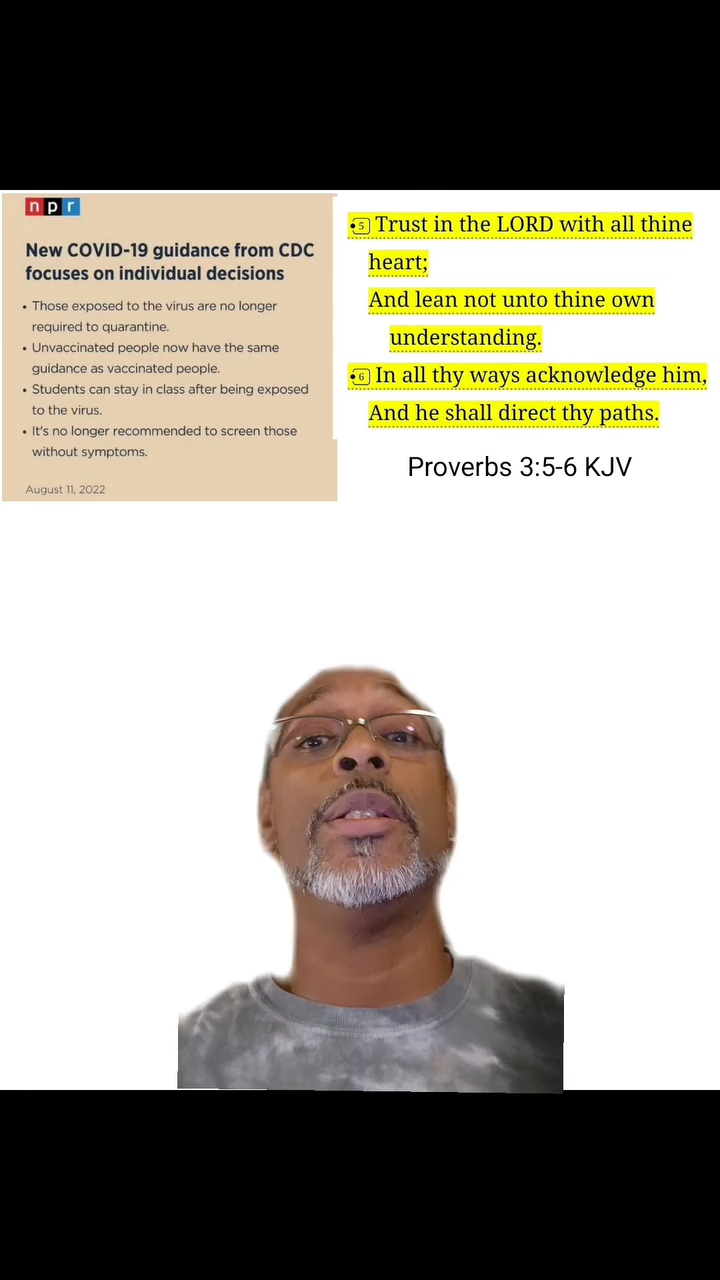 npr
New COVID-19 guidance from CDC
focuses on individual decisions
• Those exposed to the virus are no longer
required to quarantine.
• Unvaccinated people now have the same
guidance as vaccinated people.
• Students can stay in class after being exposed
to the virus.
• It's no longer recommended to screen those
without symptoms.
August 11, 2022
• 5 Trust in the LORD with all thine
heart;
And lean not unto thine own
understanding.
• 6 In all thy ways acknowledge him,
And he shall direct thy paths.
Proverbs 3:5-6 KJV